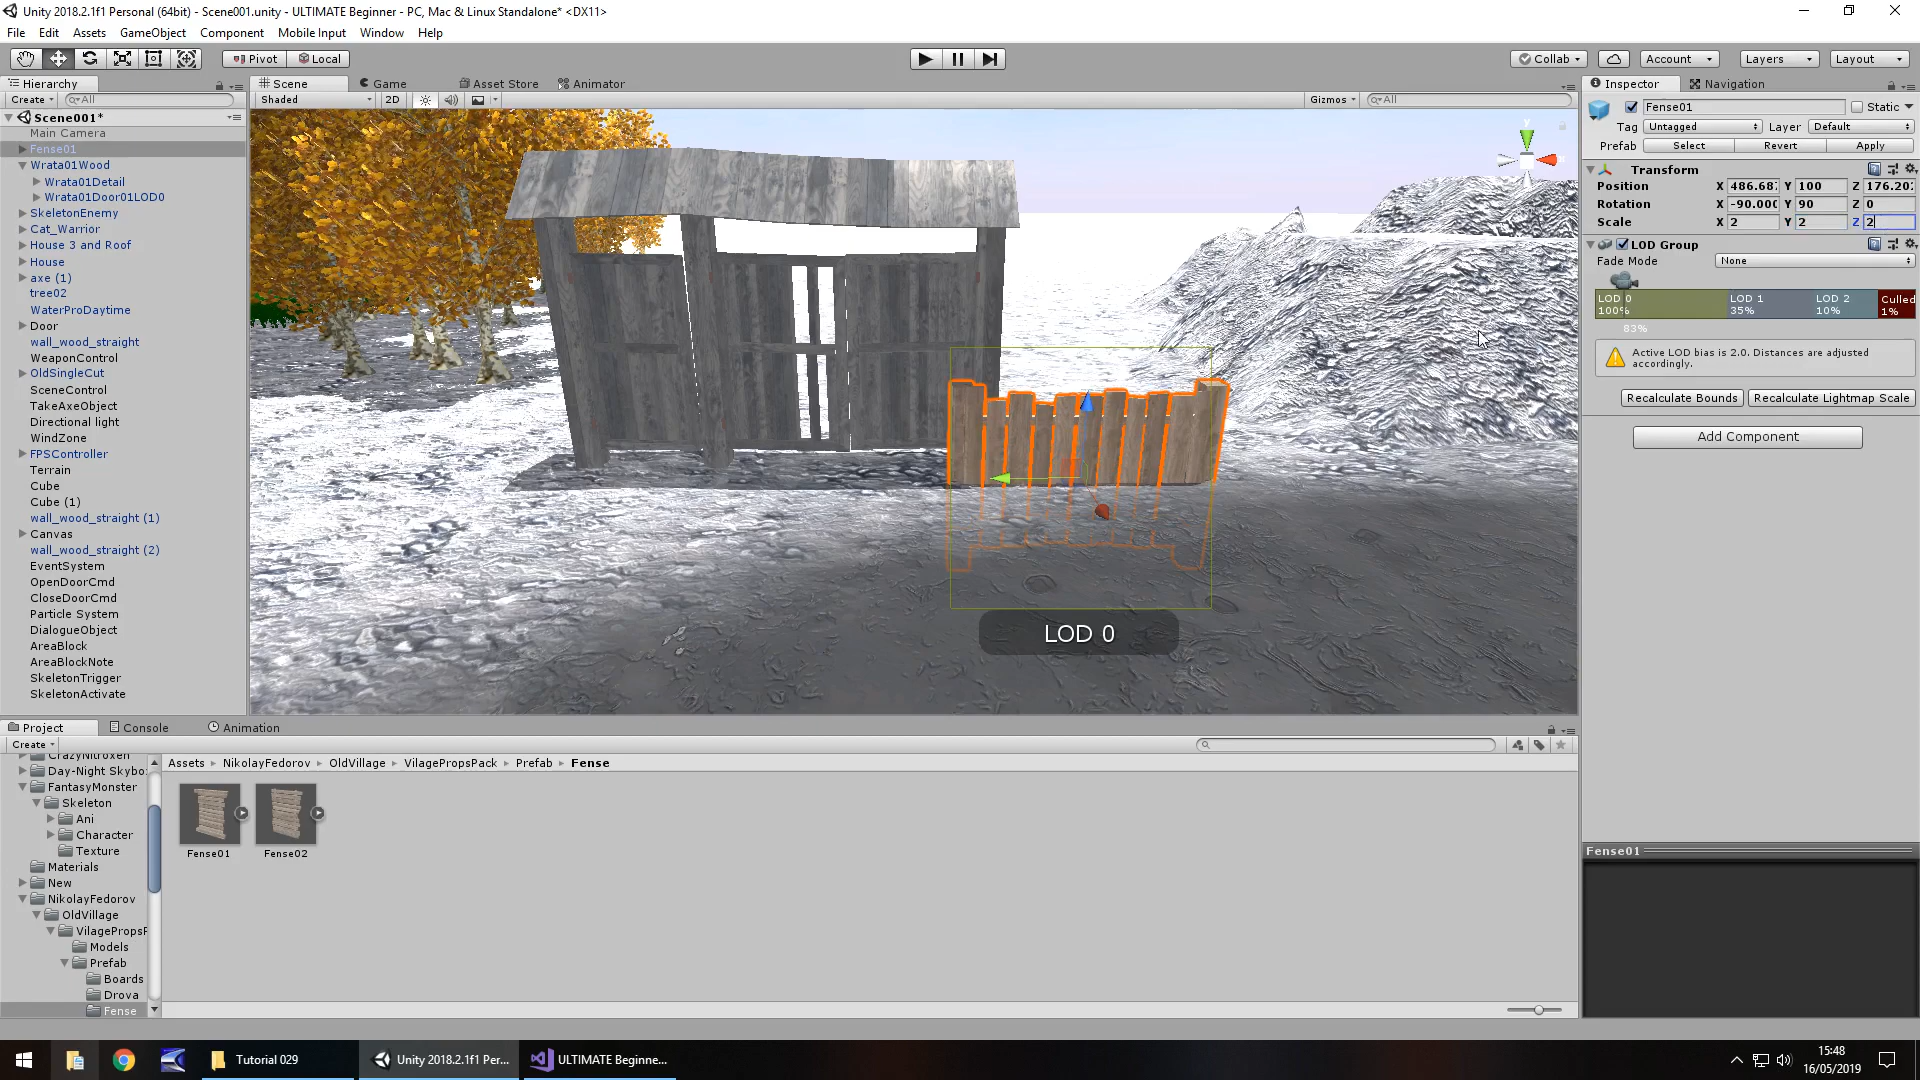 Unity 2018.2.1f1 Personal (64bit) - Scene001.unity - ULTIMATE Beginner - PC, Mac & Linux Standalone* <DX11>
File Edit Assets GameObject Component Mobile Input Window Help
Pivot Local Collab Account Layers Layout
Hierarchy Scene Game Asset Store Animator Inspector Navigation
Create All Shaded 2D Gizmos All
Scene001*
Main Camera
Fense01
Wrata01Wood
Wrata01Detail
Wrata01Door01LOD0
SkeletonEnemy
Cat_Warrior
House 3 and Roof
House
axe (1)
tree02
WaterProDaytime
Door
wall_wood_straight
WeaponControl
OldSingleCut
SceneControl
TakeAxeObject
Directional light
WindZone
FPSController
Terrain
Cube
Cube (1)
wall_wood_straight (1)
Canvas
wall_wood_straight (2)
EventSystem
OpenDoorCmd
CloseDoorCmd
Particle System
DialogueObject
AreaBlock
AreaBlockNote
SkeletonTrigger
SkeletonActivate
y
LOD 0
Fense01 Static
Tag Untagged Layer Default
Prefab Select Revert Apply
Transform
Position X 486.68 Y 100 Z 176.20
Rotation X -90.000 Y 90 Z 0
Scale X 2 Y 2 Z 2
LOD Group
Fade Mode None
LOD 0 LOD 1 LOD 2 Culled
100% 35% 10% 1%
83%
Active LOD bias is 2.0. Distances are adjusted
accordingly.
Recalculate Bounds Recalculate Lightmap Scale
Add Component
Fense01
Project Console Animation
Create
CrazyNitroxen
Day-Night Skybo
FantasyMonster
Skeleton
Ani
Character
Texture
Materials
New
NikolayFedorov
OldVillage
VilagePropsP
Models
Prefab
Boards
Drova
Fense
Assets NikolayFedorov OldVillage VilagePropsPack Prefab Fense
Fense01 Fense02
Tutorial 029 Unity 2018.2.1f1 Per... ULTIMATE Beginne...
15:48
16/05/2019